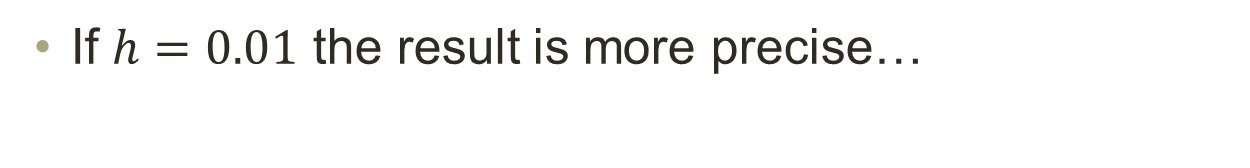 • If ℎ = 0.01 the result is more precise…